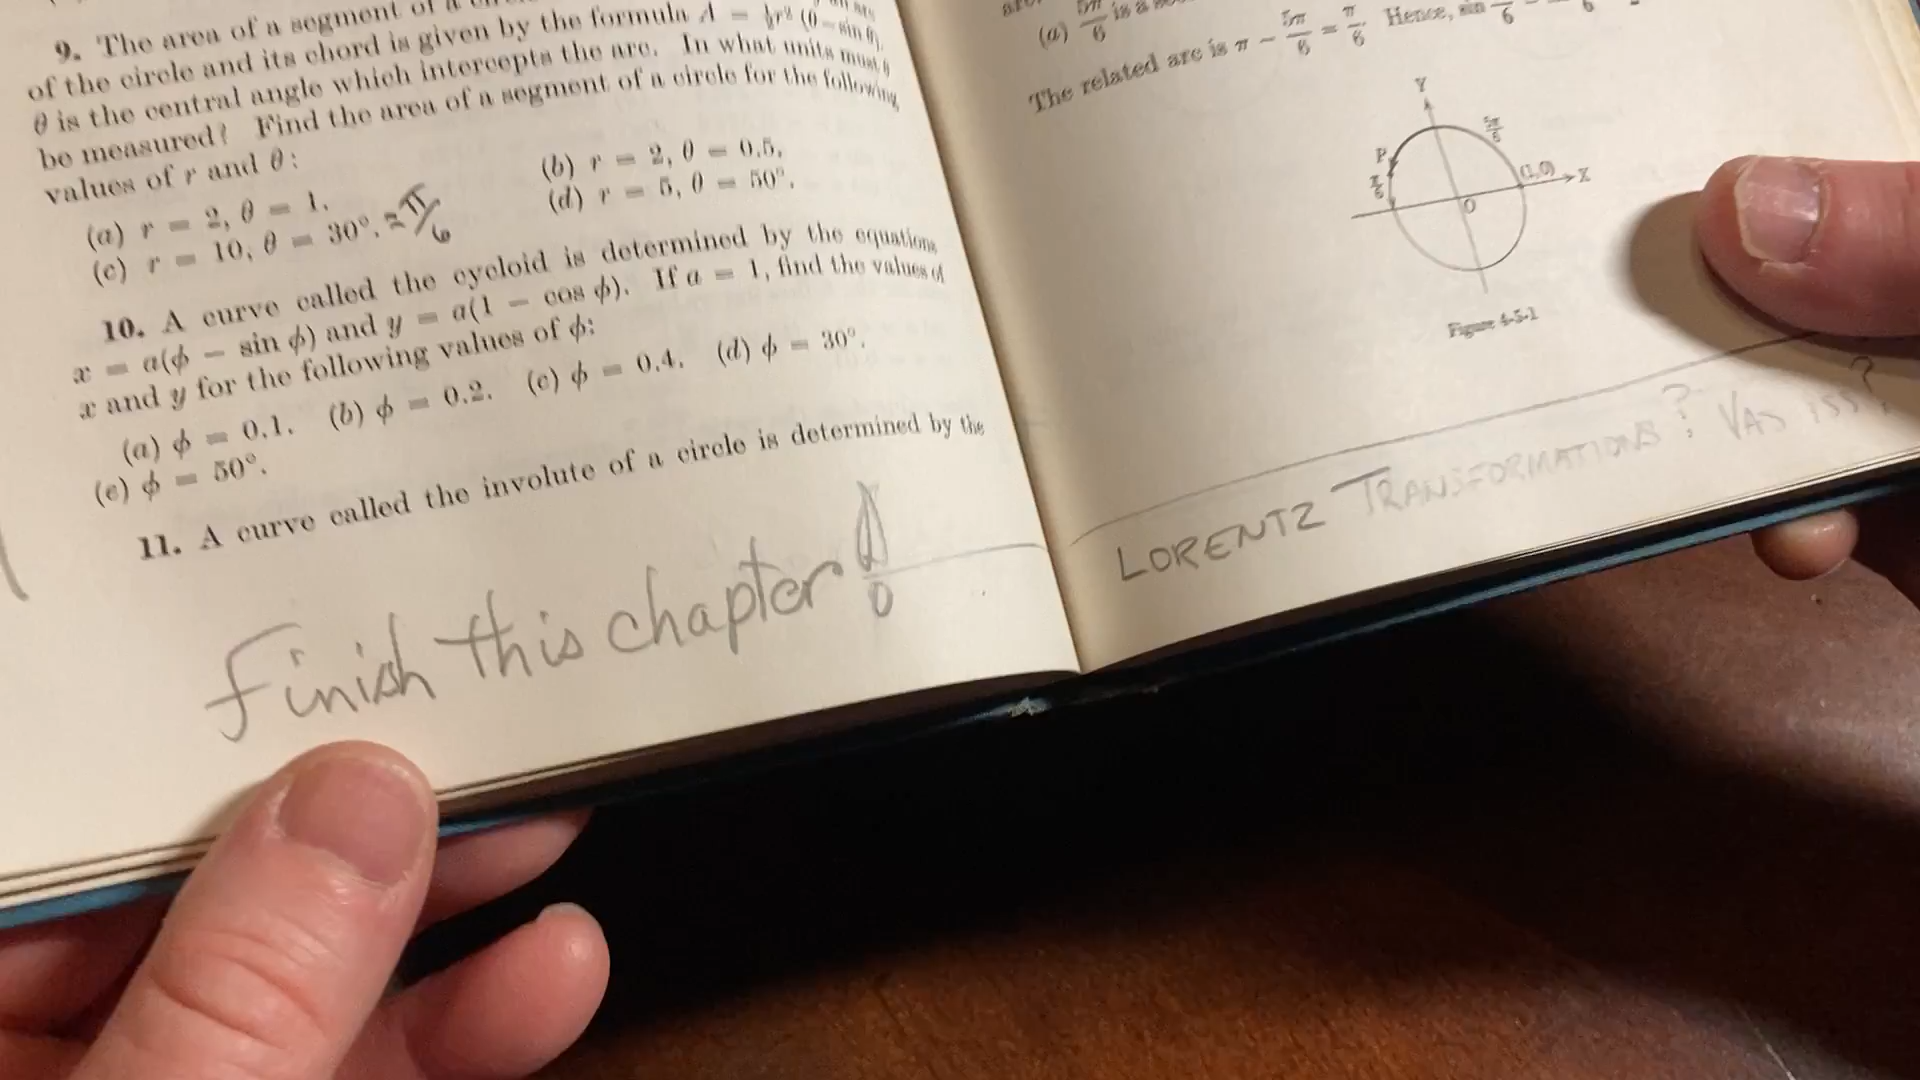 9. The area of a segment of a
of the circle and its chord is given by the formula A = ½r² (θ – sin θ).
θ is the central angle which intercepts the arc. In what units must θ
be measured? Find the area of a segment of a circle for the following
values of r and θ:
(a) r = 2, θ = 1. (b) r = 2, θ = 0.5.
(c) r = 10, θ = 30°. = π/6 (d) r = 5, θ = 50°.
10. A curve called the cycloid is determined by the equations
x = a(ϕ – sin ϕ) and y = a(1 – cos ϕ). If a = 1, find the values of
x and y for the following values of ϕ:
(a) ϕ = 0.1. (b) ϕ = 0.2. (c) ϕ = 0.4. (d) ϕ = 30°.
(e) ϕ = 50°.
11. A curve called the involute of a circle is determined by the
Finish this chapter!
(a) 5π/6 is a
The related arc is π – 5π/6 = π/6. Hence, sin
Y
5π/6
P
π/6
(1,0)
X
O
Figure 4-5-1
LORENTZ TRANSFORMATIONS? VAS ISS?